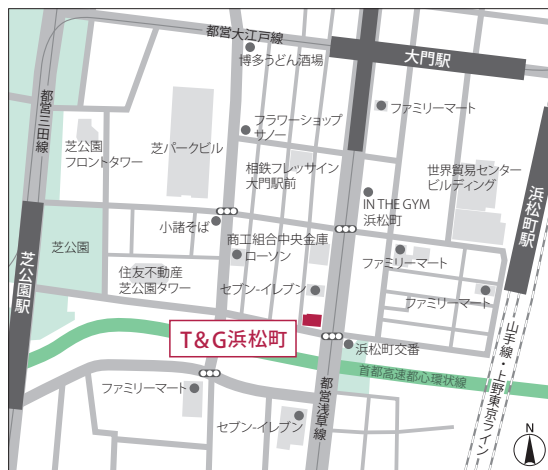 都営大江戸線
大門駅
博多うどん酒場
都営三田線
フラワーショップ
サノー
ファミリーマート
芝公園
フロントタワー
芝パークビル
相鉄フレッサイン
大門駅前
世界貿易センター
ビルディング
浜松町駅
IN THE GYM
浜松町
小諸そば
商工組合中央金庫
ローソン
芝公園
芝公園駅
住友不動産
芝公園タワー
ファミリーマート
セブン-イレブン
ファミリーマート
T&G浜松町
浜松町交番
首都高速都心環状線
山手線・上野東京ライン
都営浅草線
ファミリーマート
セブン-イレブン
N